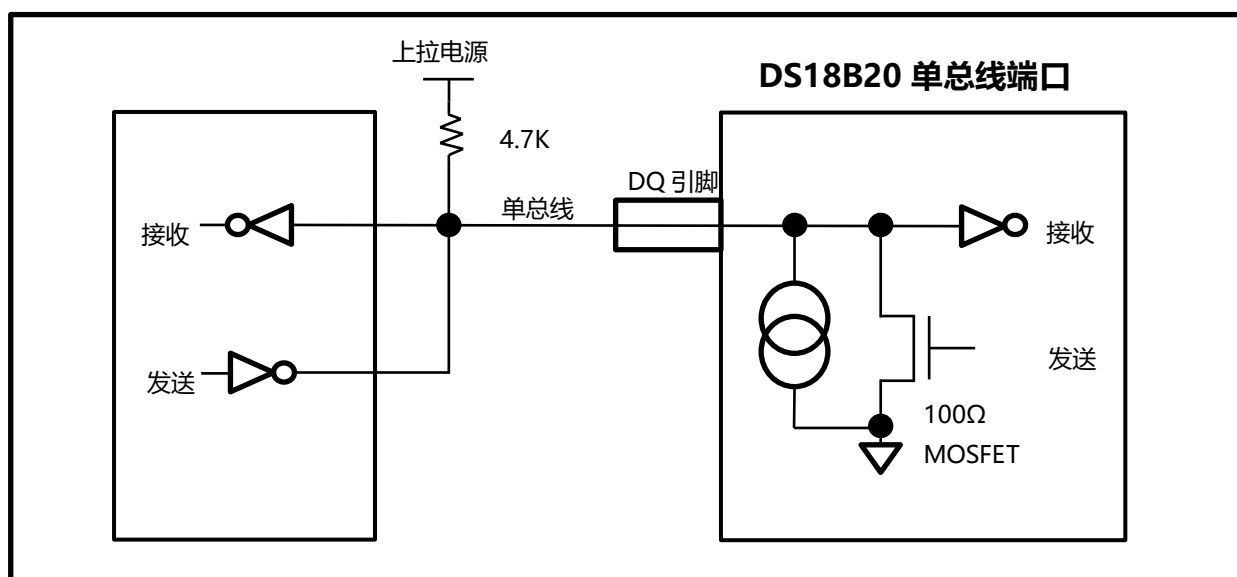 上拉电源
DS18B20 单总线端口
4.7K
DQ 引脚
单总线
接收
接收
发送
发送
100Ω
MOSFET